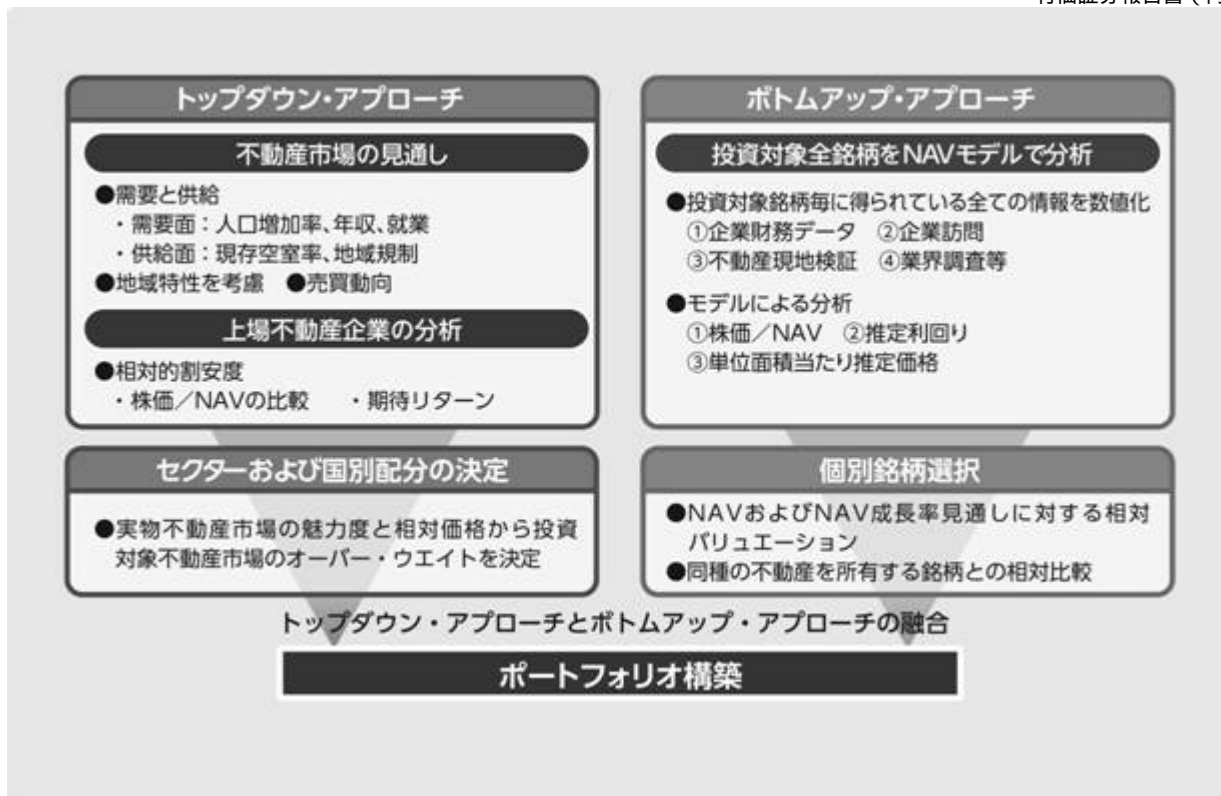 トップダウン・アプローチ
不動産市場の見通し
●需要と供給
・需要面：人口増加率、年収、就業
・供給面：現存空室率、地域規制
●地域特性を考慮　●売買動向
上場不動産企業の分析
●相対的割安度
・株価／NAVの比較　・期待リターン
セクターおよび国別配分の決定
●実物不動産市場の魅力度と相対価格から投資
対象不動産市場のオーバー・ウエイトを決定
ボトムアップ・アプローチ
投資対象全銘柄をNAVモデルで分析
●投資対象銘柄毎に得られている全ての情報を数値化
①企業財務データ　②企業訪問
③不動産現地検証　④業界調査等
●モデルによる分析
①株価／NAV　②推定利回り
③単位面積当たり推定価格
個別銘柄選択
●NAVおよびNAV成長率見通しに対する相対
バリュエーション
●同種の不動産を所有する銘柄との相対比較
トップダウン・アプローチとボトムアップ・アプローチの融合
ポートフォリオ構築